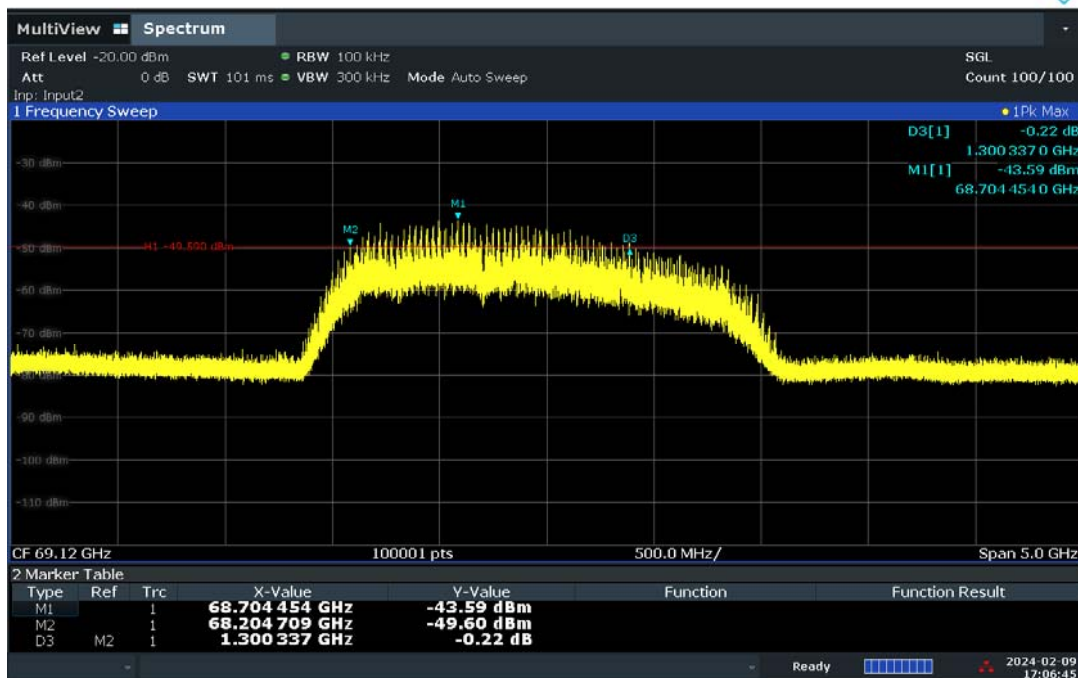 MultiView Spectrum
Ref Level -20.00 dBm RBW 100 kHz SGL
Att 0 dB SWT 101 ms VBW 300 kHz Mode Auto Sweep Count 100/100
Inp: Input2
1 Frequency Sweep 1Pk Max
D3[1] -0.22 dB
1.300 337 0 GHz
-30 dBm
M1[1] -43.59 dBm
68.704 454 0 GHz
-40 dBm
M1
M2
D3
-50 dBm H1 -49.590 dBm
-60 dBm
-70 dBm
-80 dBm
-90 dBm
-100 dBm
-110 dBm
CF 69.12 GHz 100001 pts 500.0 MHz/ Span 5.0 GHz
2 Marker Table
Type Ref Trc X-Value Y-Value Function Function Result
M1 1 68.704 454 GHz -43.59 dBm
M2 1 68.204 709 GHz -49.60 dBm
D3 M2 1 1.300 337 GHz -0.22 dB
Ready 2024-02-09
17:06:45